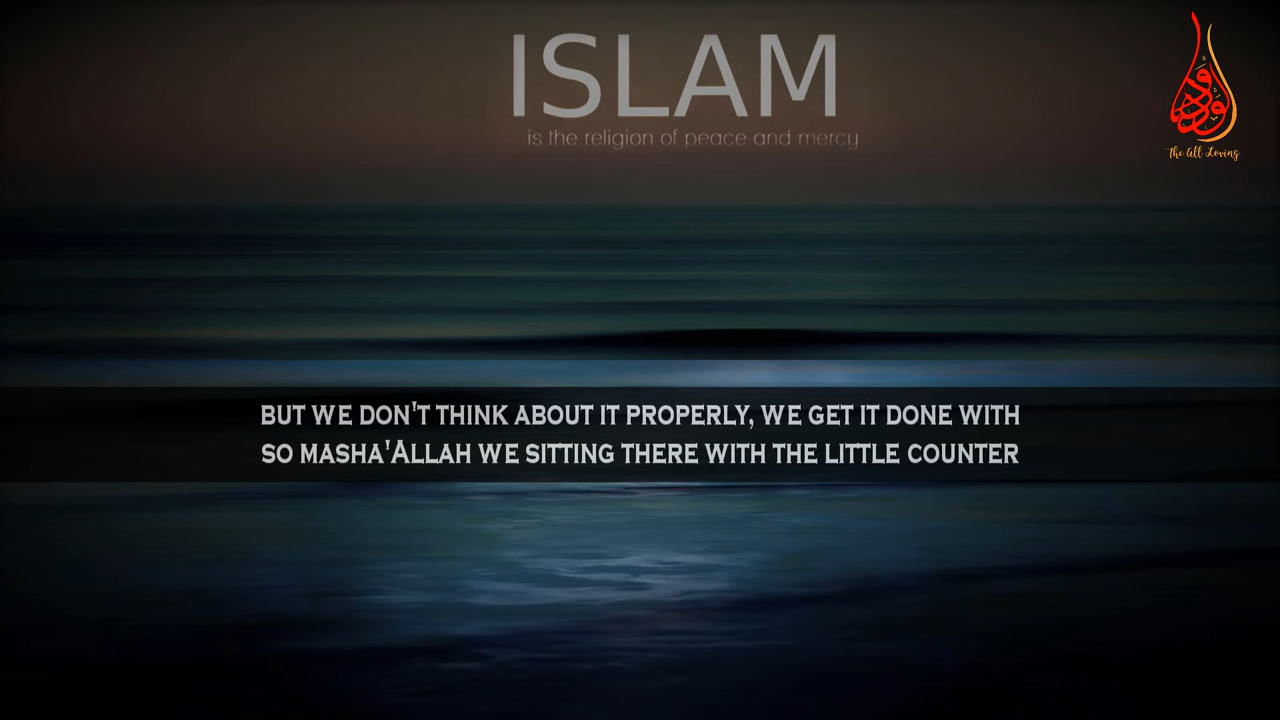 ISLAM
is the religion of peace and mercy
الودود
The All Loving
BUT WE DON'T THINK ABOUT IT PROPERLY, WE GET IT DONE WITH
SO MASHA'ALLAH WE SITTING THERE WITH THE LITTLE COUNTER